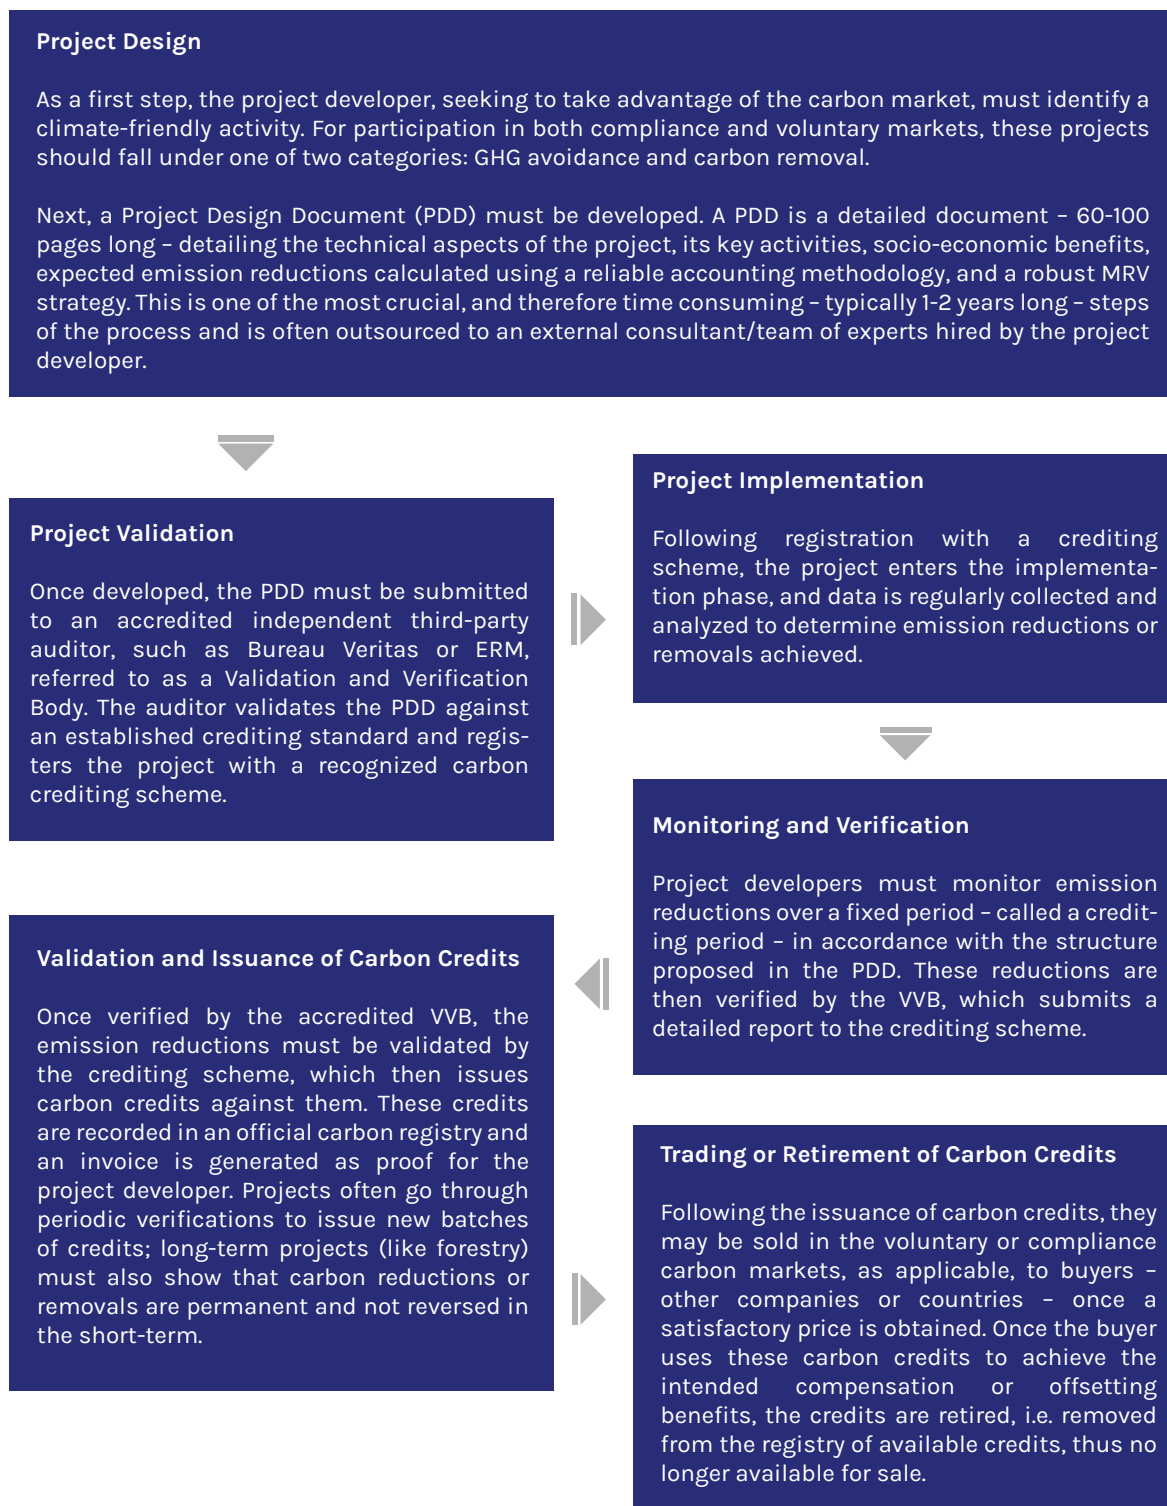 Project Design
As a first step, the project developer, seeking to take advantage of the carbon market, must identify a
climate-friendly activity. For participation in both compliance and voluntary markets, these projects
should fall under one of two categories: GHG avoidance and carbon removal.
Next, a Project Design Document (PDD) must be developed. A PDD is a detailed document – 60-100
pages long – detailing the technical aspects of the project, its key activities, socio-economic benefits,
expected emission reductions calculated using a reliable accounting methodology, and a robust MRV
strategy. This is one of the most crucial, and therefore time consuming – typically 1-2 years long – steps
of the process and is often outsourced to an external consultant/team of experts hired by the project
developer.
Project Validation
Once developed, the PDD must be submitted
to an accredited independent third-party
auditor, such as Bureau Veritas or ERM,
referred to as a Validation and Verification
Body. The auditor validates the PDD against
an established crediting standard and regis-
ters the project with a recognized carbon
crediting scheme.
Project Implementation
Following registration with a crediting
scheme, the project enters the implementa-
tion phase, and data is regularly collected and
analyzed to determine emission reductions or
removals achieved.
Monitoring and Verification
Project developers must monitor emission
reductions over a fixed period – called a credit-
ing period – in accordance with the structure
proposed in the PDD. These reductions are
then verified by the VVB, which submits a
detailed report to the crediting scheme.
Validation and Issuance of Carbon Credits
Once verified by the accredited VVB, the
emission reductions must be validated by
the crediting scheme, which then issues
carbon credits against them. These credits
are recorded in an official carbon registry and
an invoice is generated as proof for the
project developer. Projects often go through
periodic verifications to issue new batches
of credits; long-term projects (like forestry)
must also show that carbon reductions or
removals are permanent and not reversed in
the short-term.
Trading or Retirement of Carbon Credits
Following the issuance of carbon credits, they
may be sold in the voluntary or compliance
carbon markets, as applicable, to buyers –
other companies or countries – once a
satisfactory price is obtained. Once the buyer
uses these carbon credits to achieve the
intended compensation or offsetting
benefits, the credits are retired, i.e. removed
from the registry of available credits, thus no
longer available for sale.